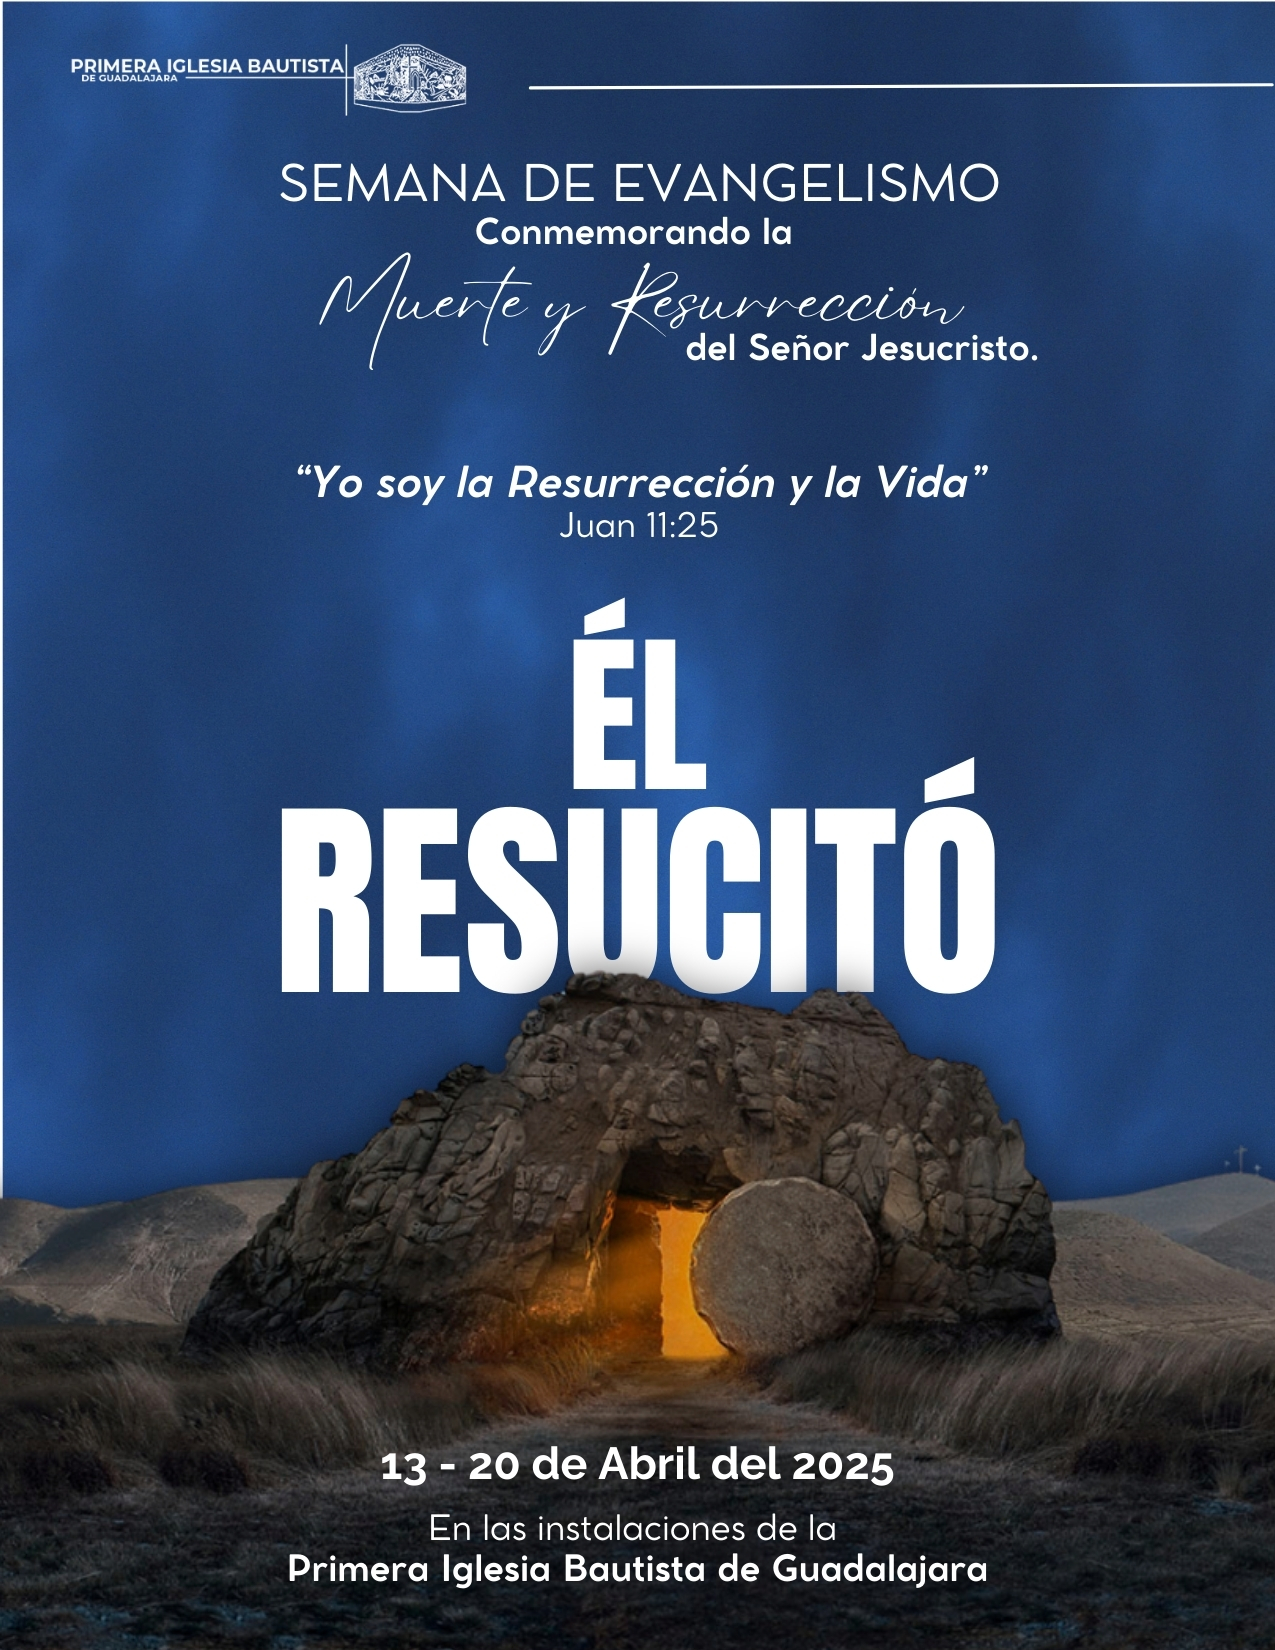 PRIMERA IGLESIA BAUTISTA
DE GUADALAJARA
SEMANA DE EVANGELISMO
Conmemorando la
Muerte y Resurrección
del Señor Jesucristo.
“Yo soy la Resurrección y la Vida”
Juan 11:25
ÉL
RESUCITÓ
13 - 20 de Abril del 2025
En las instalaciones de la
Primera Iglesia Bautista de Guadalajara